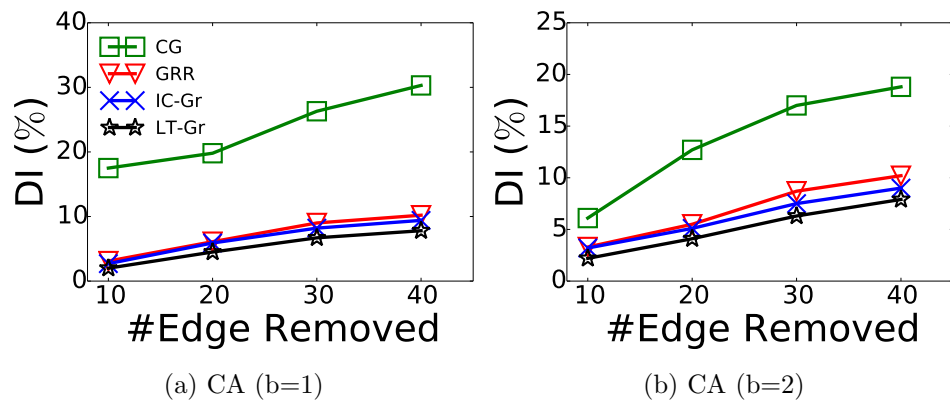 40
30
20
10
0
DI (%)
CG
GRR
IC-Gr
LT-Gr
10 20 30 40
#Edge Removed
(a) CA (b=1)
25
20
15
10
5
0
DI (%)
10 20 30 40
#Edge Removed
(b) CA (b=2)